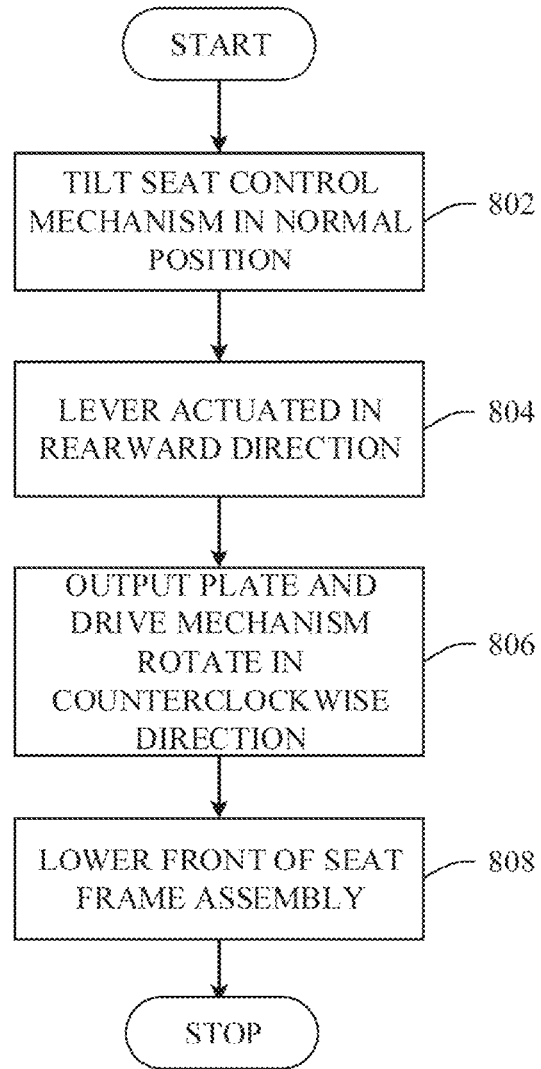 START
TILT SEAT CONTROL
MECHANISM IN NORMAL
POSITION
802
LEVER ACTUATED IN
REARWARD DIRECTION
804
OUTPUT PLATE AND
DRIVE MECHANISM
ROTATE IN
COUNTERCLOCKWISE
DIRECTION
806
LOWER FRONT OF SEAT
FRAME ASSEMBLY
808
STOP